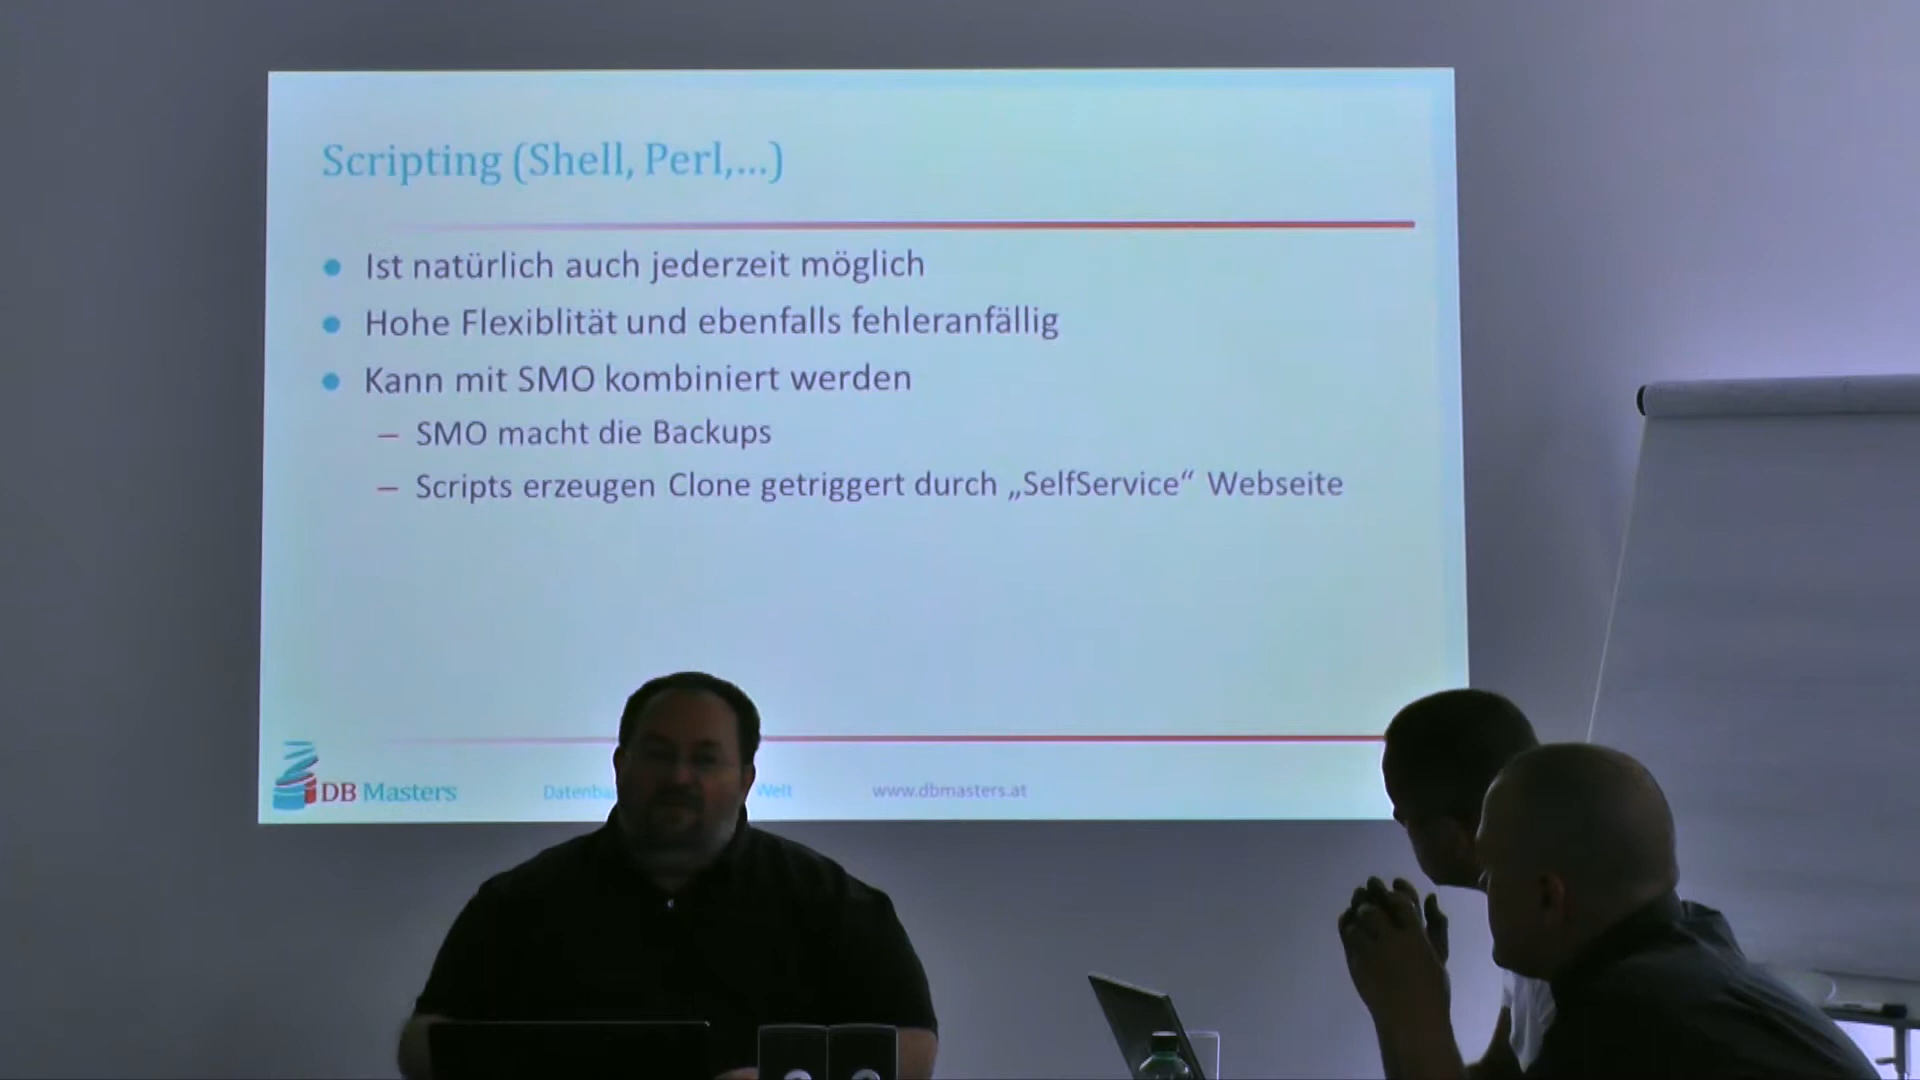 Scripting (Shell, Perl,...)
Ist natürlich auch jederzeit möglich
Hohe Flexiblität und ebenfalls fehleranfällig
Kann mit SMO kombiniert werden
– SMO macht die Backups
– Scripts erzeugen Clone getriggert durch „SelfService“ Webseite
DB Masters Welt www.dbmasters.at